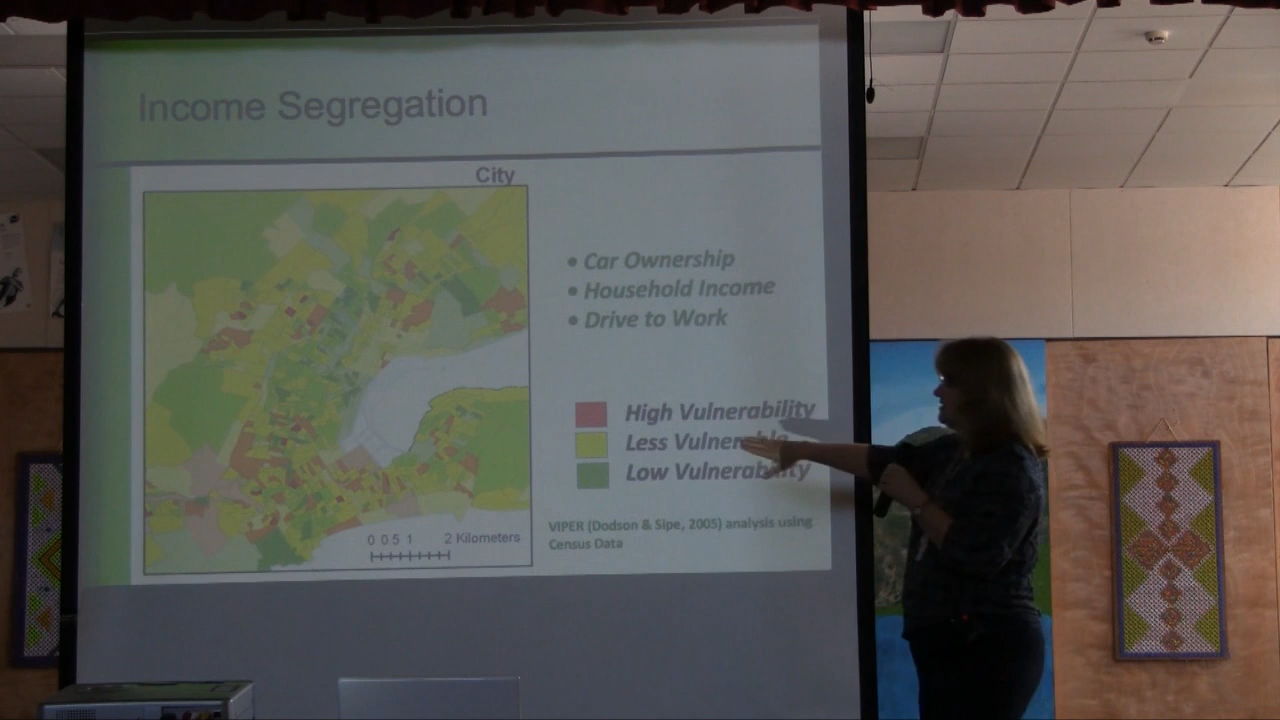 Income Segregation
City
• Car Ownership
• Household Income
• Drive to Work
High Vulnerability
Less Vulnerable
Low Vulnerability
0 0.5 1 2 Kilometers
VIPER (Dodson & Sipe, 2005) analysis using
Census Data